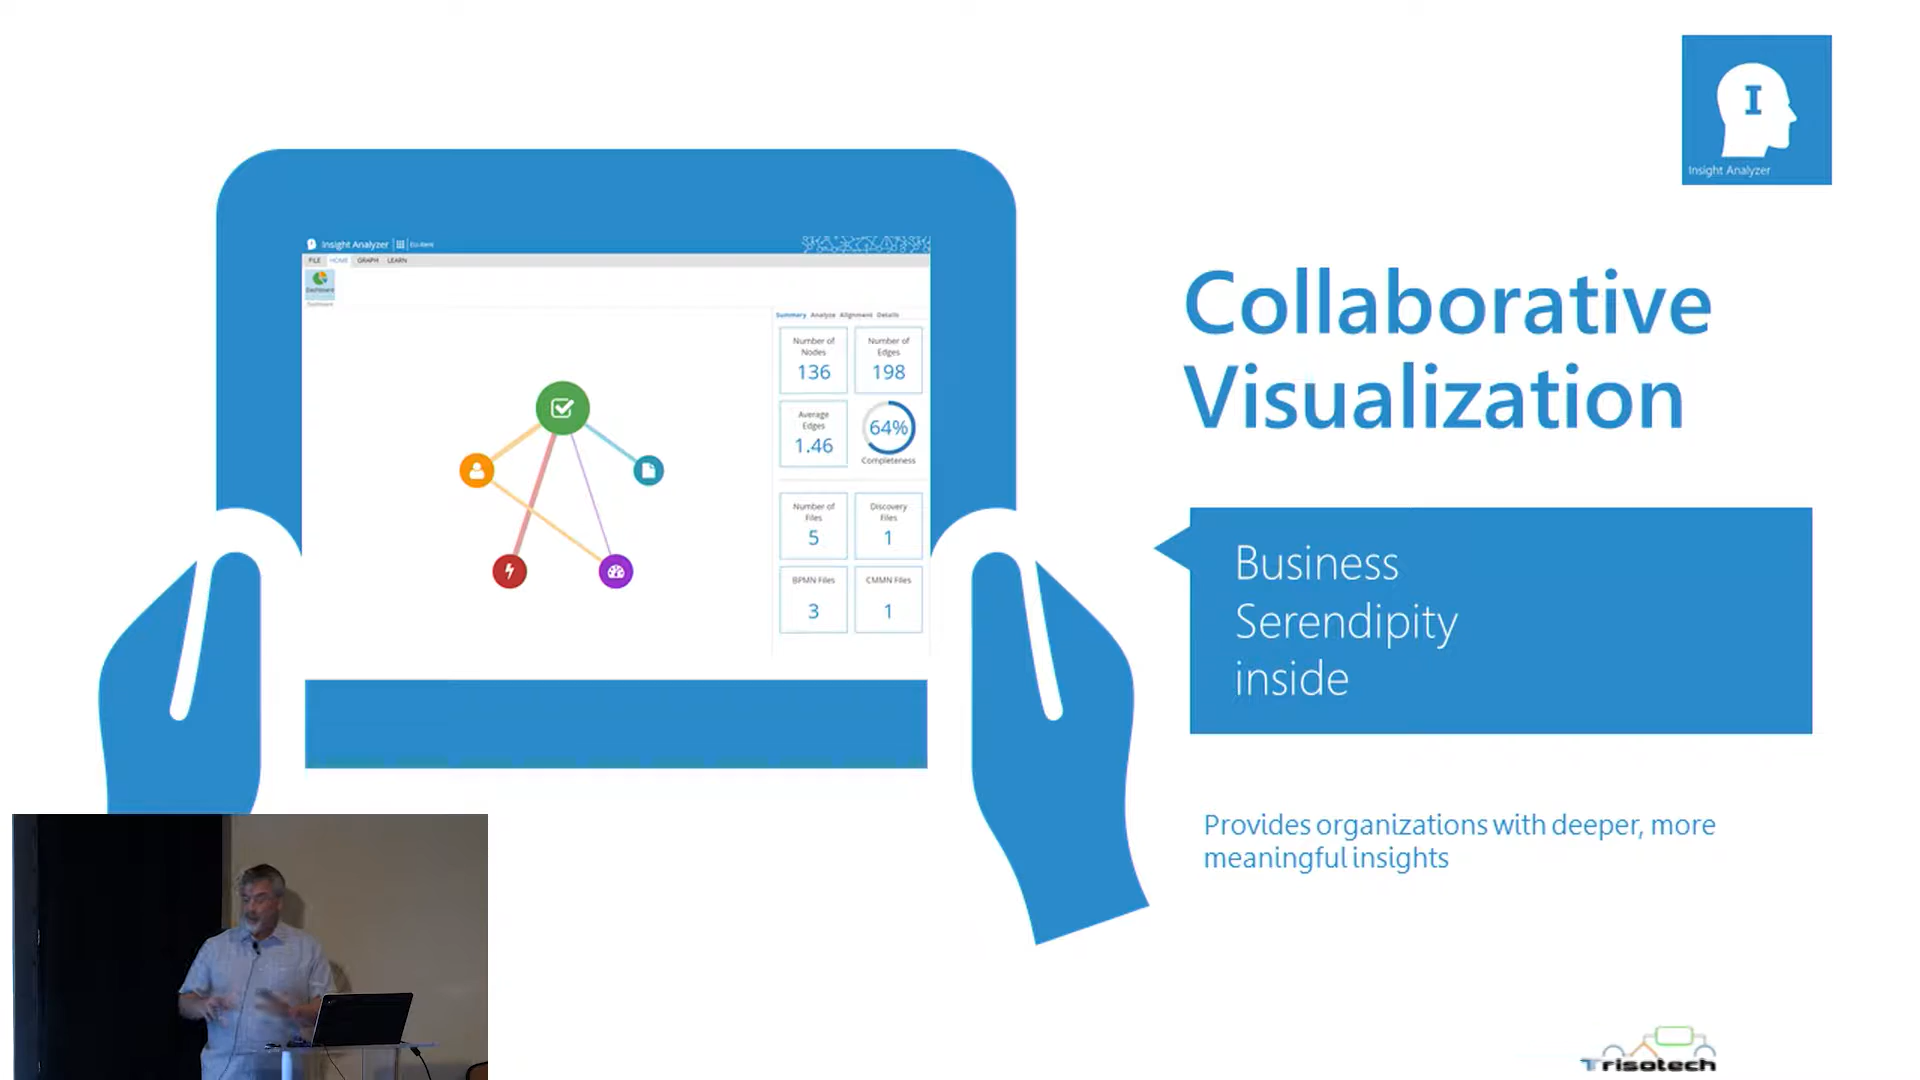 I
Insight Analyzer
Collaborative
Visualization
Business
Serendipity
inside
Provides organizations with deeper, more
meaningful insights
Insight Analyzer
FILE HOME GRAPH LEARN
Dashboard
Dashboard
Summary Analyze Alignment Details
Number of
Nodes
136
Number of
Edges
198
Average
Edges
1.46
64%
Completeness
Number of
Files
5
Discovery
Files
1
BPMN Files
3
CMMN Files
1
Trisotech